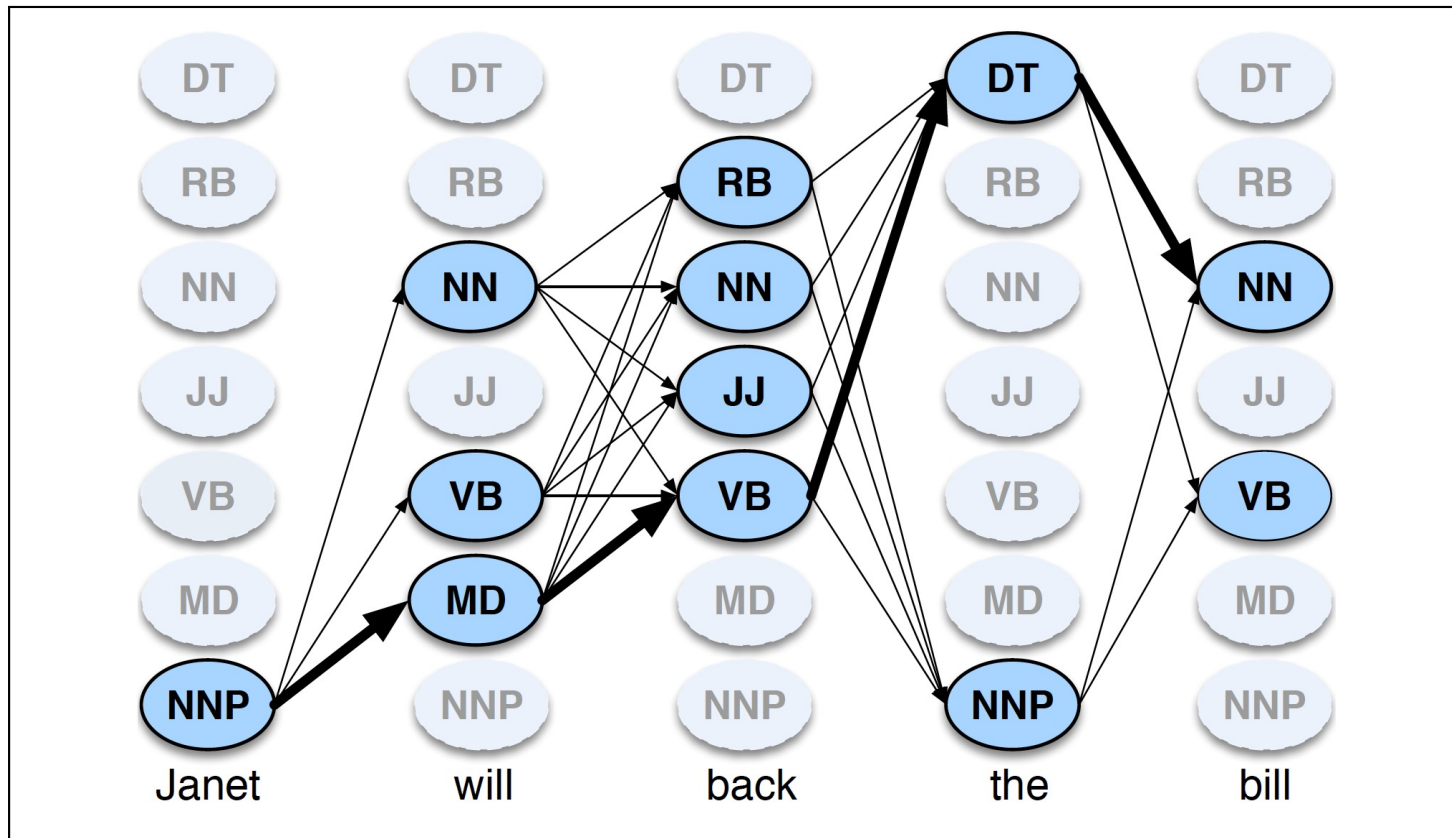 DT DT DT DT DT
RB RB RB RB RB
NN NN NN NN NN
JJ JJ JJ JJ JJ
VB VB VB VB VB
MD MD MD MD MD
NNP NNP NNP NNP NNP
Janet will back the bill